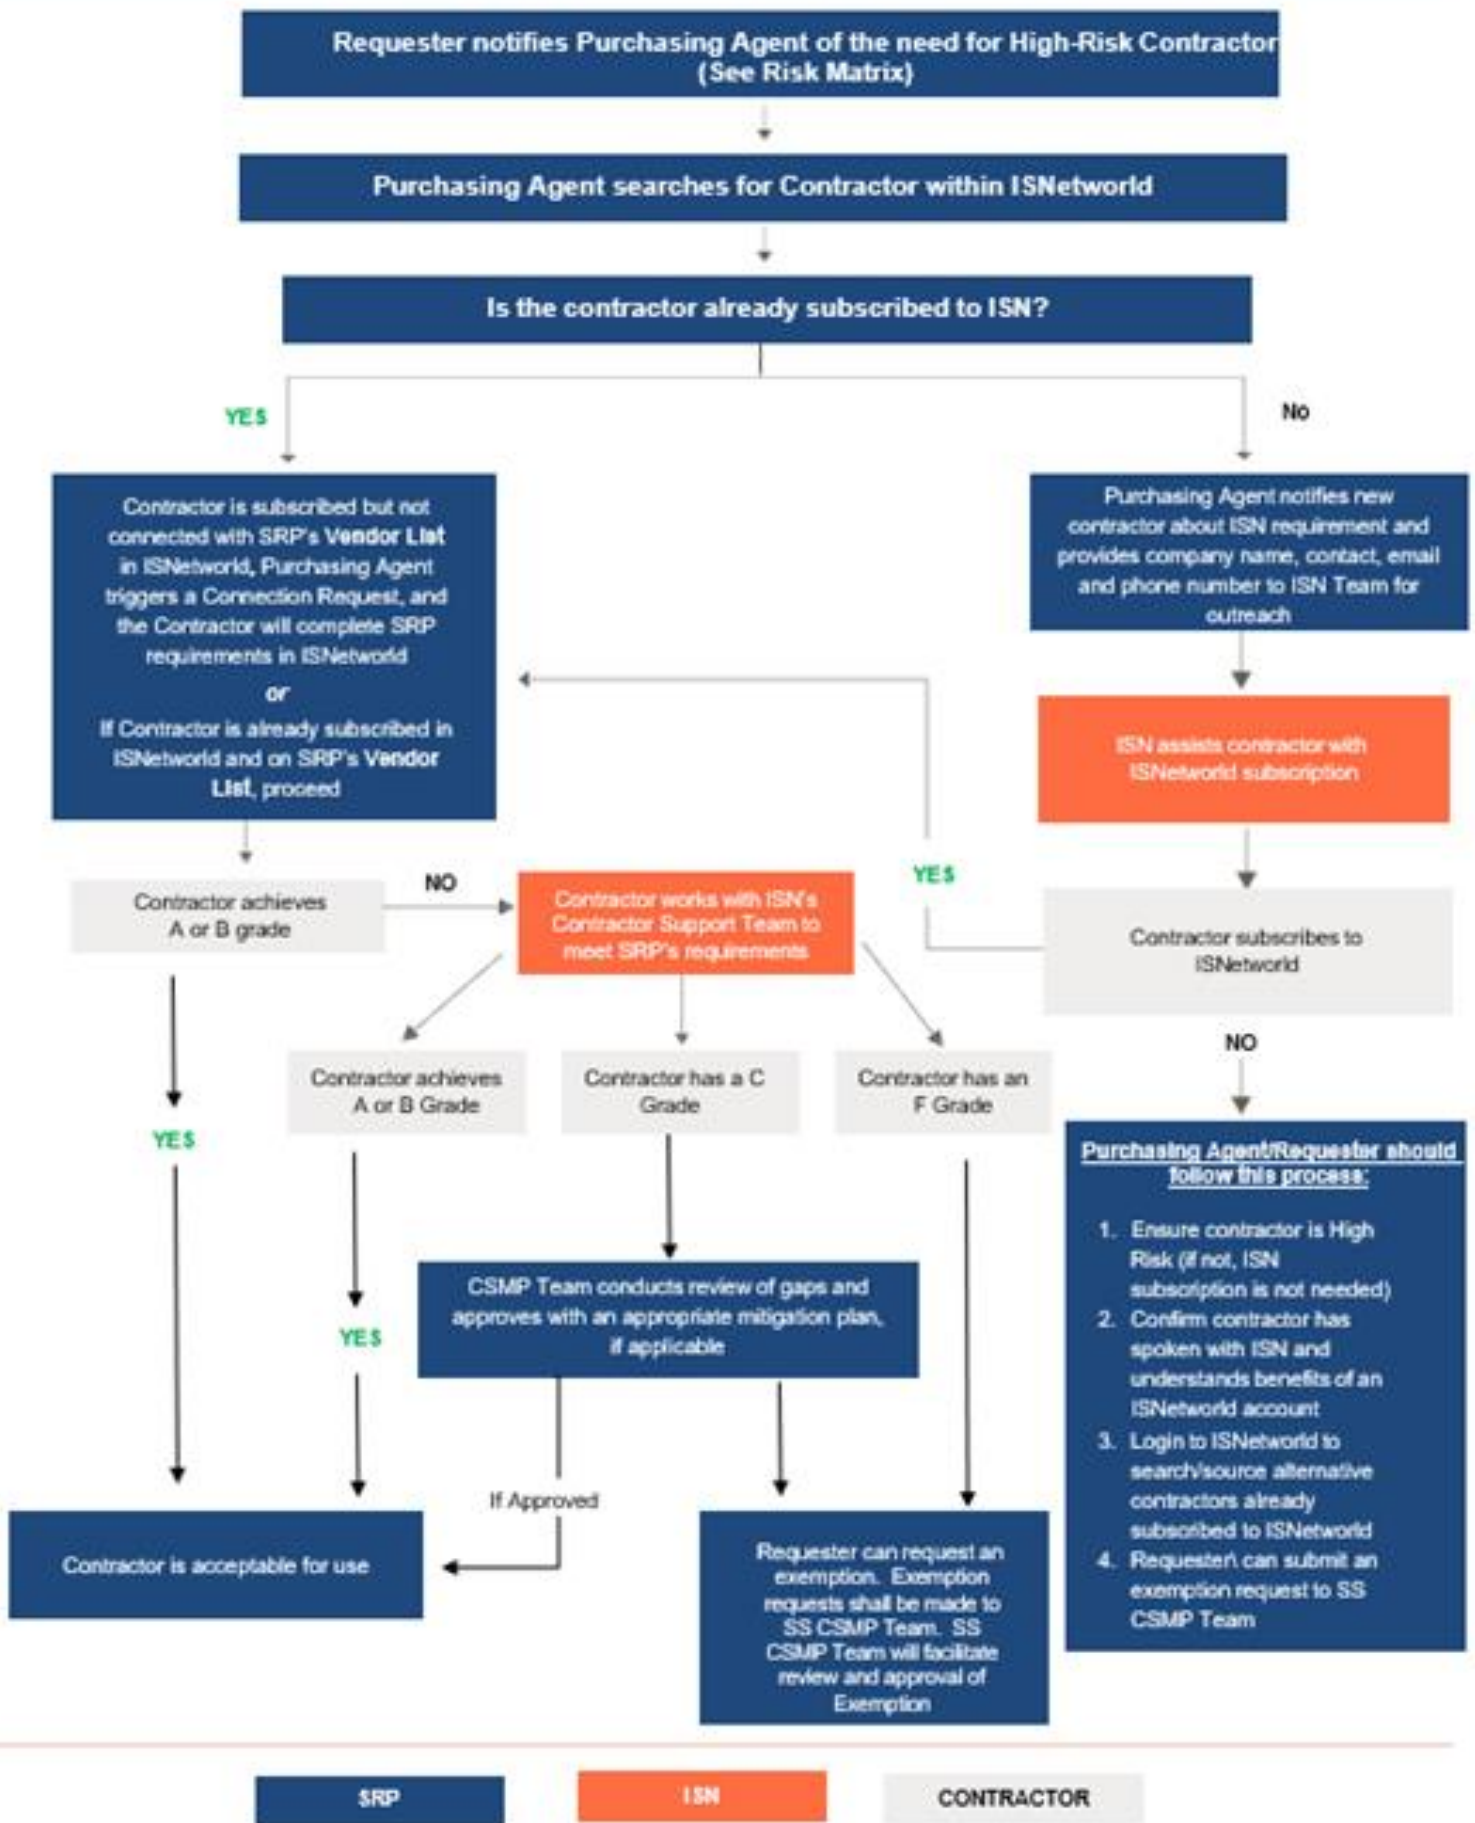 Requester notifies Purchasing Agent of the need for High-Risk Contractor
(See Risk Matrix)
Purchasing Agent searches for Contractor within ISNetworld
Is the contractor already subscribed to ISN?
YES
No
Contractor is subscribed but not
connected with SRP's Vendor List
in ISNetworld, Purchasing Agent
triggers a Connection Request, and
the Contractor will complete SRP
requirements in ISNetworld
or
If Contractor is already subscribed in
ISNetworld and on SRP's Vendor
List, proceed
Purchasing Agent notifies new
contractor about ISN requirement and
provides company name, contact, email
and phone number to ISN Team for
outreach
ISN assists contractor with
ISNetworld subscription
Contractor achieves
A or B grade
NO
Contractor works with ISN's
Contractor Support Team to
meet SRP's requirements
YES
Contractor subscribes to
ISNetworld
NO
Contractor achieves
A or B Grade
Contractor has a C
Grade
Contractor has an
F Grade
YES
YES
CSMP Team conducts review of gaps and
approves with an appropriate mitigation plan,
if applicable
If Approved
Contractor is acceptable for use
Requester can request an
exemption. Exemption
requests shall be made to
SS CSMP Team. SS
CSMP Team will facilitate
review and approval of
Exemption
Purchasing Agent/Requester should
follow this process:
1. Ensure contractor is High
Risk (if not, ISN
subscription is not needed)
2. Confirm contractor has
spoken with ISN and
understands benefits of an
ISNetworld account
3. Login to ISNetworld to
search/source alternative
contractors already
subscribed to ISNetworld
4. Requester\ can submit an
exemption request to SS
CSMP Team
SRP
ISN
CONTRACTOR